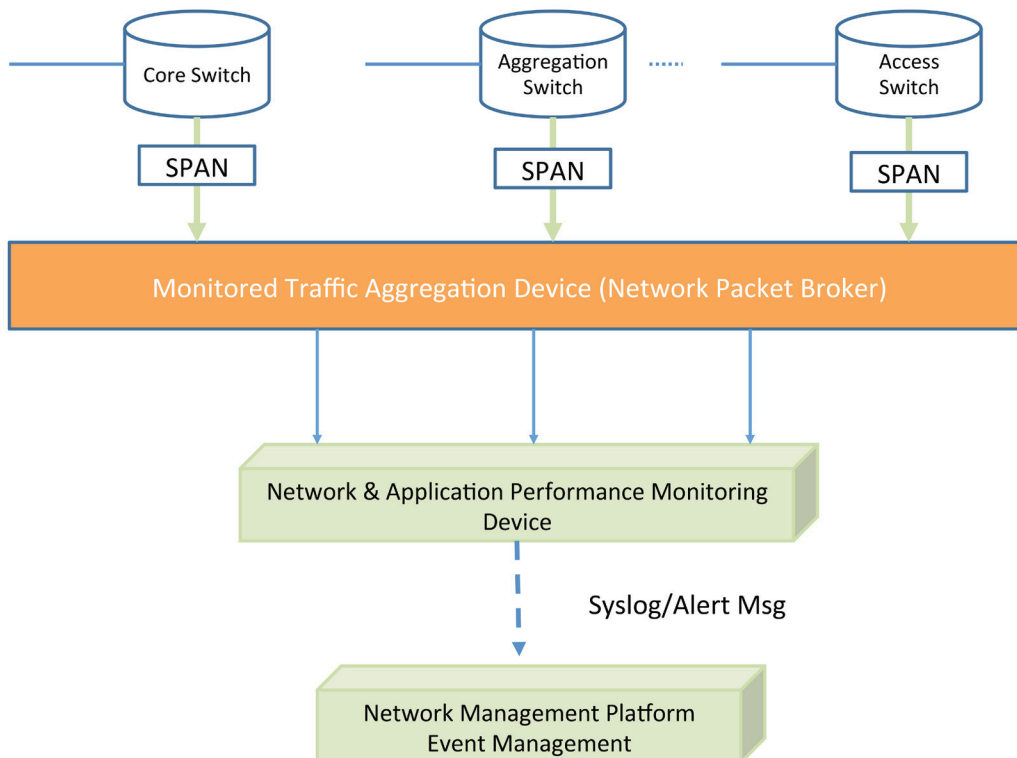 Core Switch
Aggregation
Switch
Access
Switch
SPAN
SPAN
SPAN
Monitored Traffic Aggregation Device (Network Packet Broker)
Network & Application Performance Monitoring
Device
Syslog/Alert Msg
Network Management Platform
Event Management